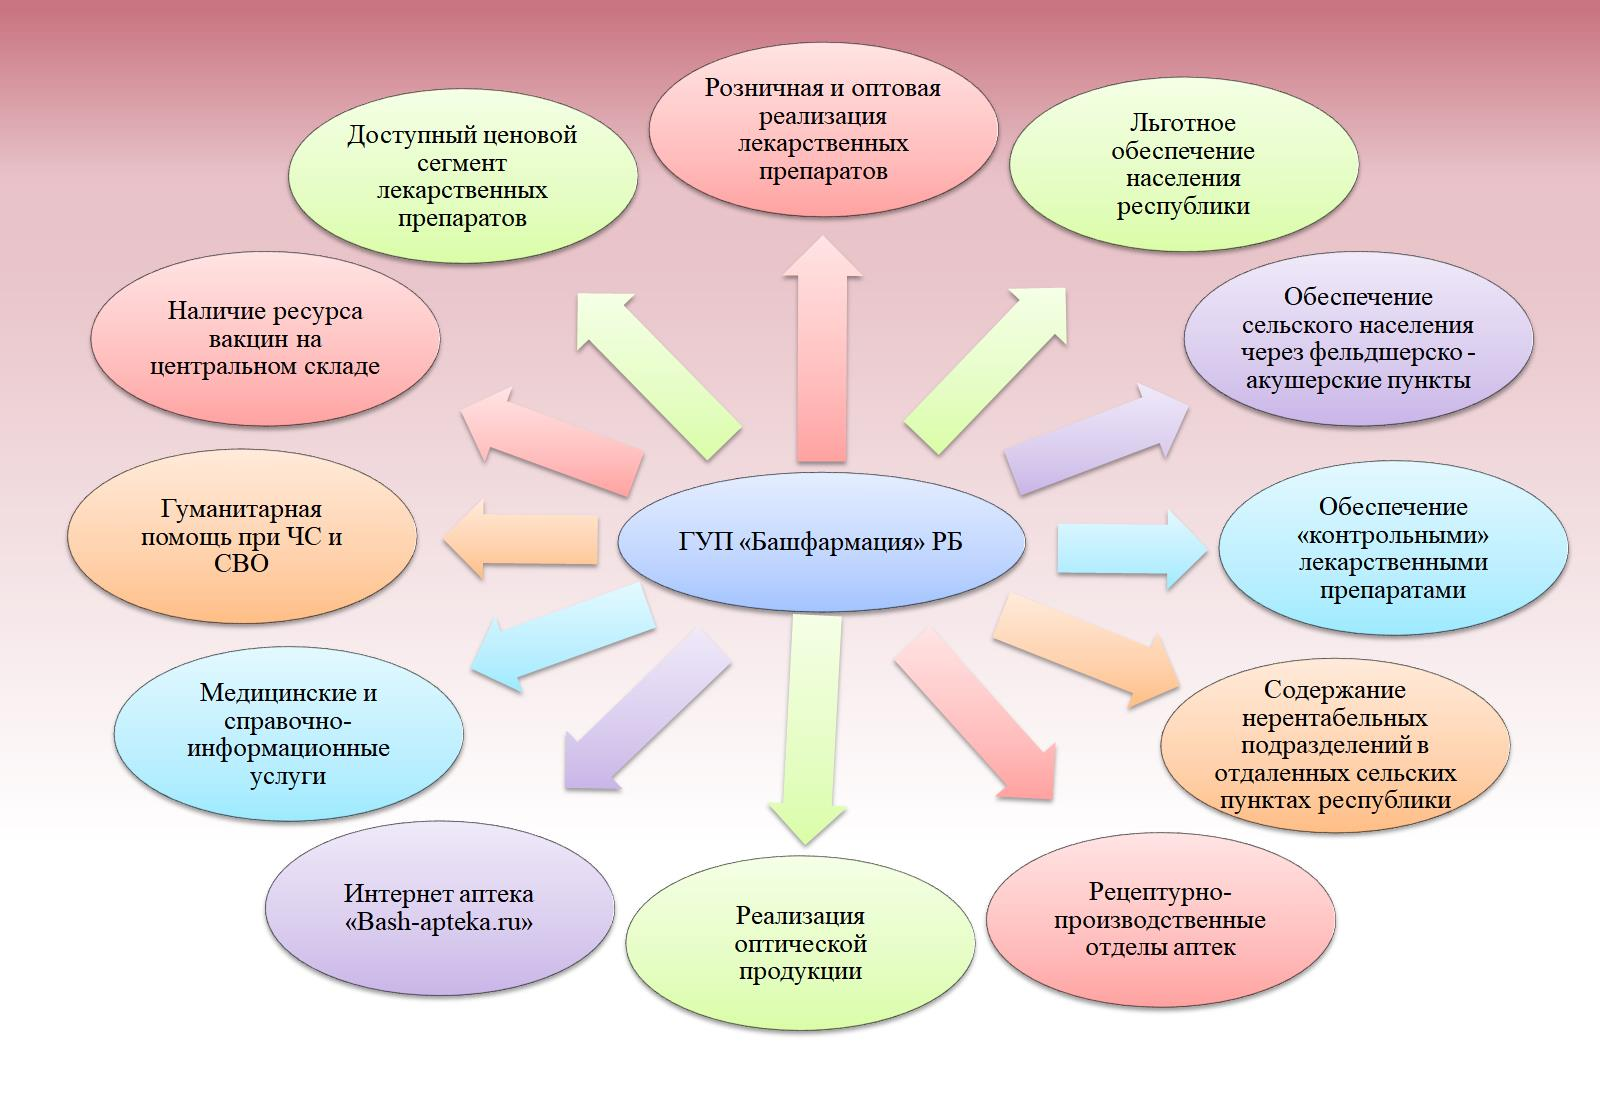 Розничная и оптовая
реализация
лекарственных
препаратов
Льготное
обеспечение
населения
республики
Обеспечение
сельского населения
через фельдшерско -
акушерские пункты
Обеспечение
«контрольными»
лекарственными
препаратами
Содержание
нерентабельных
подразделений в
отдаленных сельских
пунктах республики
Рецептурно-
производственные
отделы аптек
Реализация
оптической
продукции
Интернет аптека
«Bash-apteka.ru»
Медицинские и
справочно-
информационные
услуги
Гуманитарная
помощь при ЧС и
СВО
Наличие ресурса
вакцин на
центральном складе
Доступный ценовой
сегмент
лекарственных
препаратов
ГУП «Башфармация» РБ